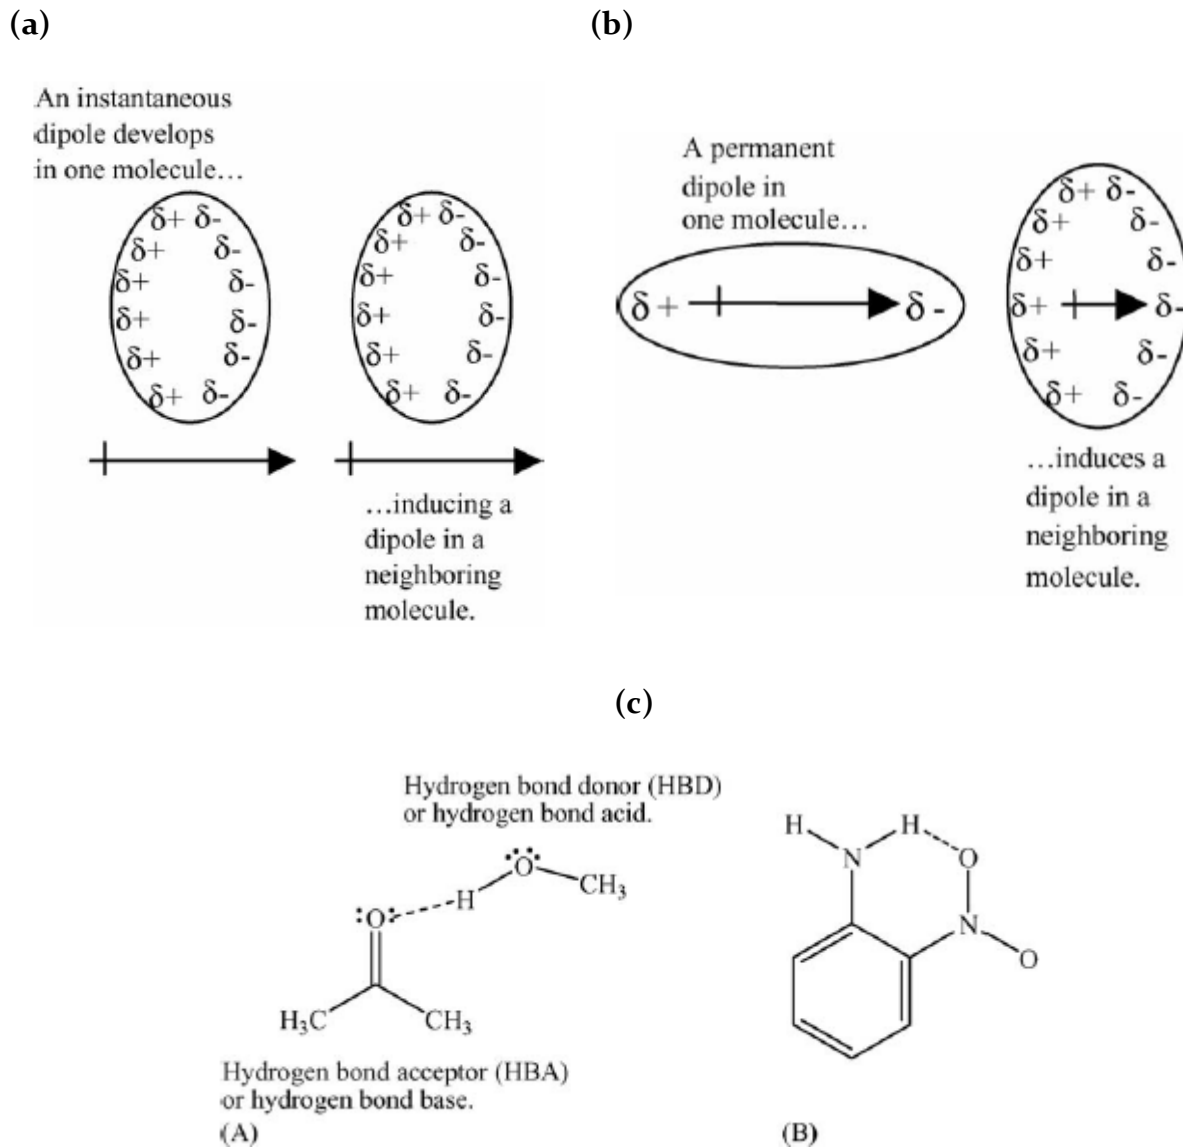 (a)
An instantaneous
dipole develops
in one molecule…
δ+ δ-
δ+ δ-
δ+ δ-
δ+ δ-
δ+ δ-
δ+ δ-
δ+ δ-
δ+ δ-
δ+ δ-
δ+ δ-
δ+ δ-
δ+ δ-
…inducing a
dipole in a
neighboring
molecule.
(b)
A permanent
dipole in
one molecule…
δ+ δ-
δ+ δ-
δ+ δ-
δ+ δ-
δ+ δ-
δ+ δ-
δ+ δ-
…induces a
dipole in a
neighboring
molecule.
(c)
Hydrogen bond donor (HBD)
or hydrogen bond acid.
:O:
H
O
CH₃
H₃C
CH₃
Hydrogen bond acceptor (HBA)
or hydrogen bond base.
(A)
H
H
N
O
N
O
(B)